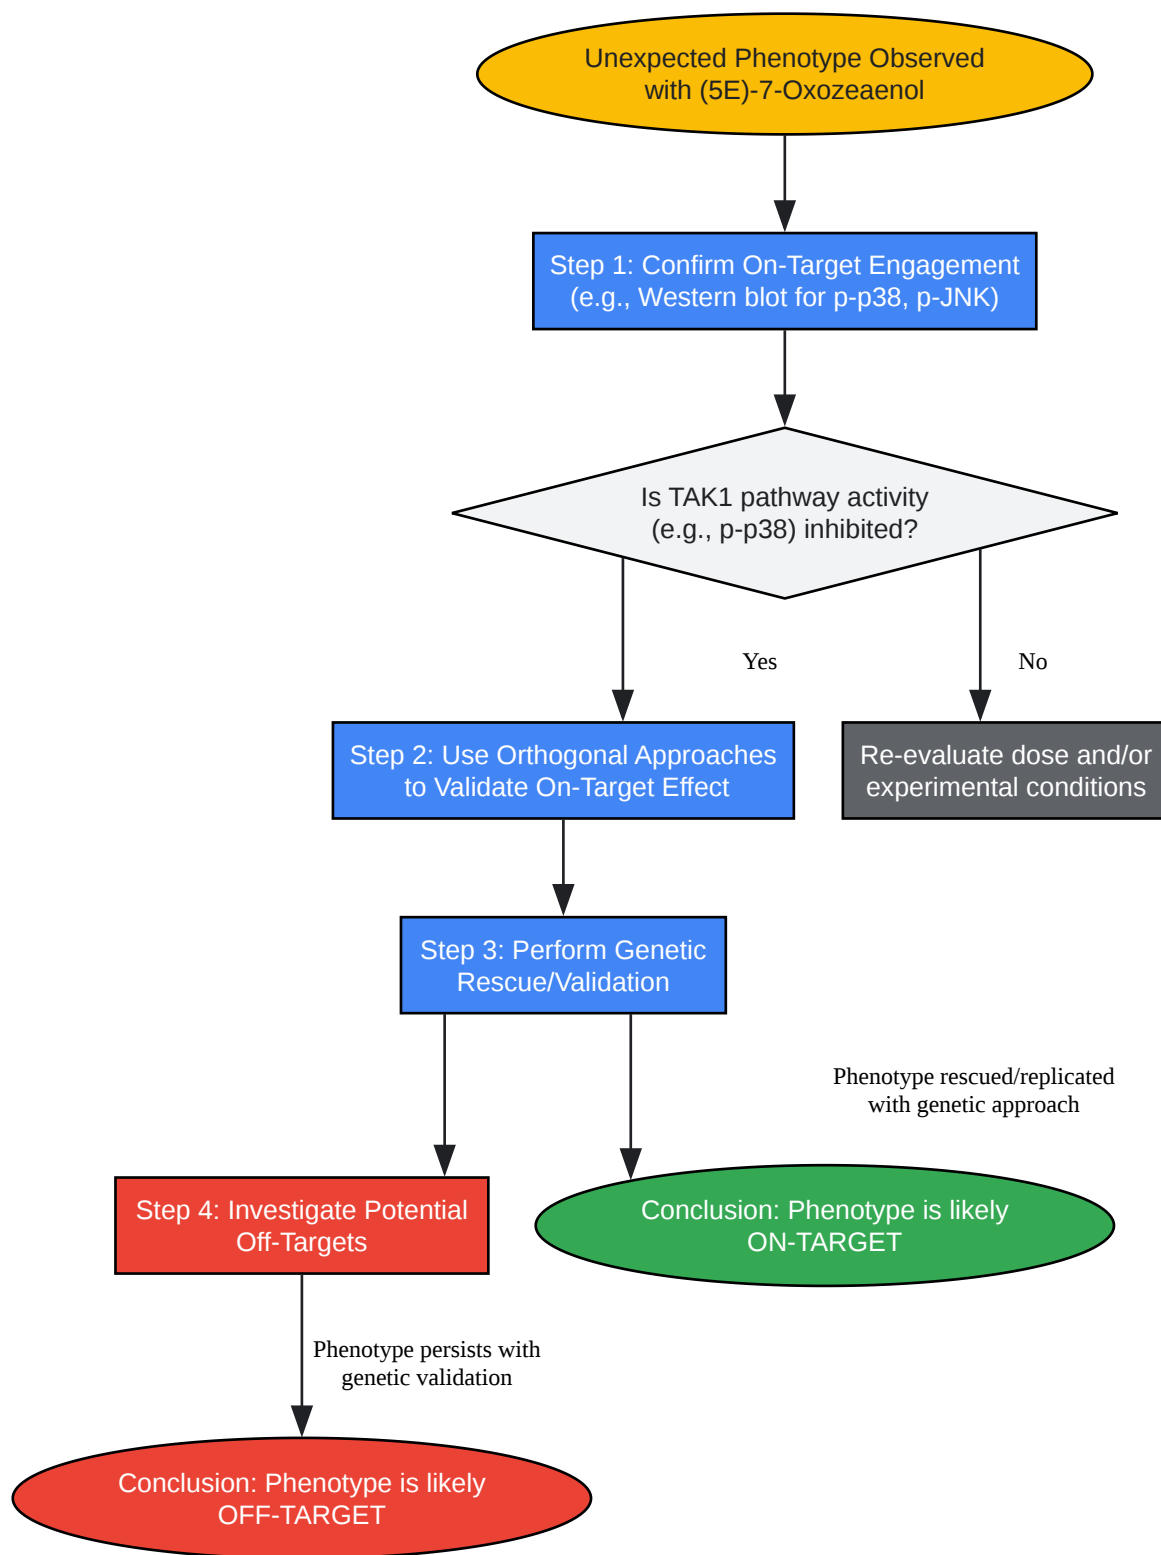 Unexpected Phenotype Observed
with (5E)-7-Oxozeaenol
Step 1: Confirm On-Target Engagement
(e.g., Western blot for p-p38, p-JNK)
Is TAK1 pathway activity
(e.g., p-p38) inhibited?
Yes
No
Step 2: Use Orthogonal Approaches
to Validate On-Target Effect
Re-evaluate dose and/or
experimental conditions
Step 3: Perform Genetic
Rescue/Validation
Phenotype rescued/replicated
with genetic approach
Step 4: Investigate Potential
Off-Targets
Conclusion: Phenotype is likely
ON-TARGET
Phenotype persists with
genetic validation
Conclusion: Phenotype is likely
OFF-TARGET